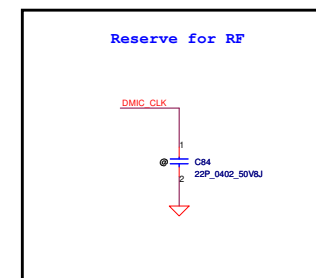 Reserve for RF
DMIC_CLK
1
@ C84
22P_0402_50V8J
2